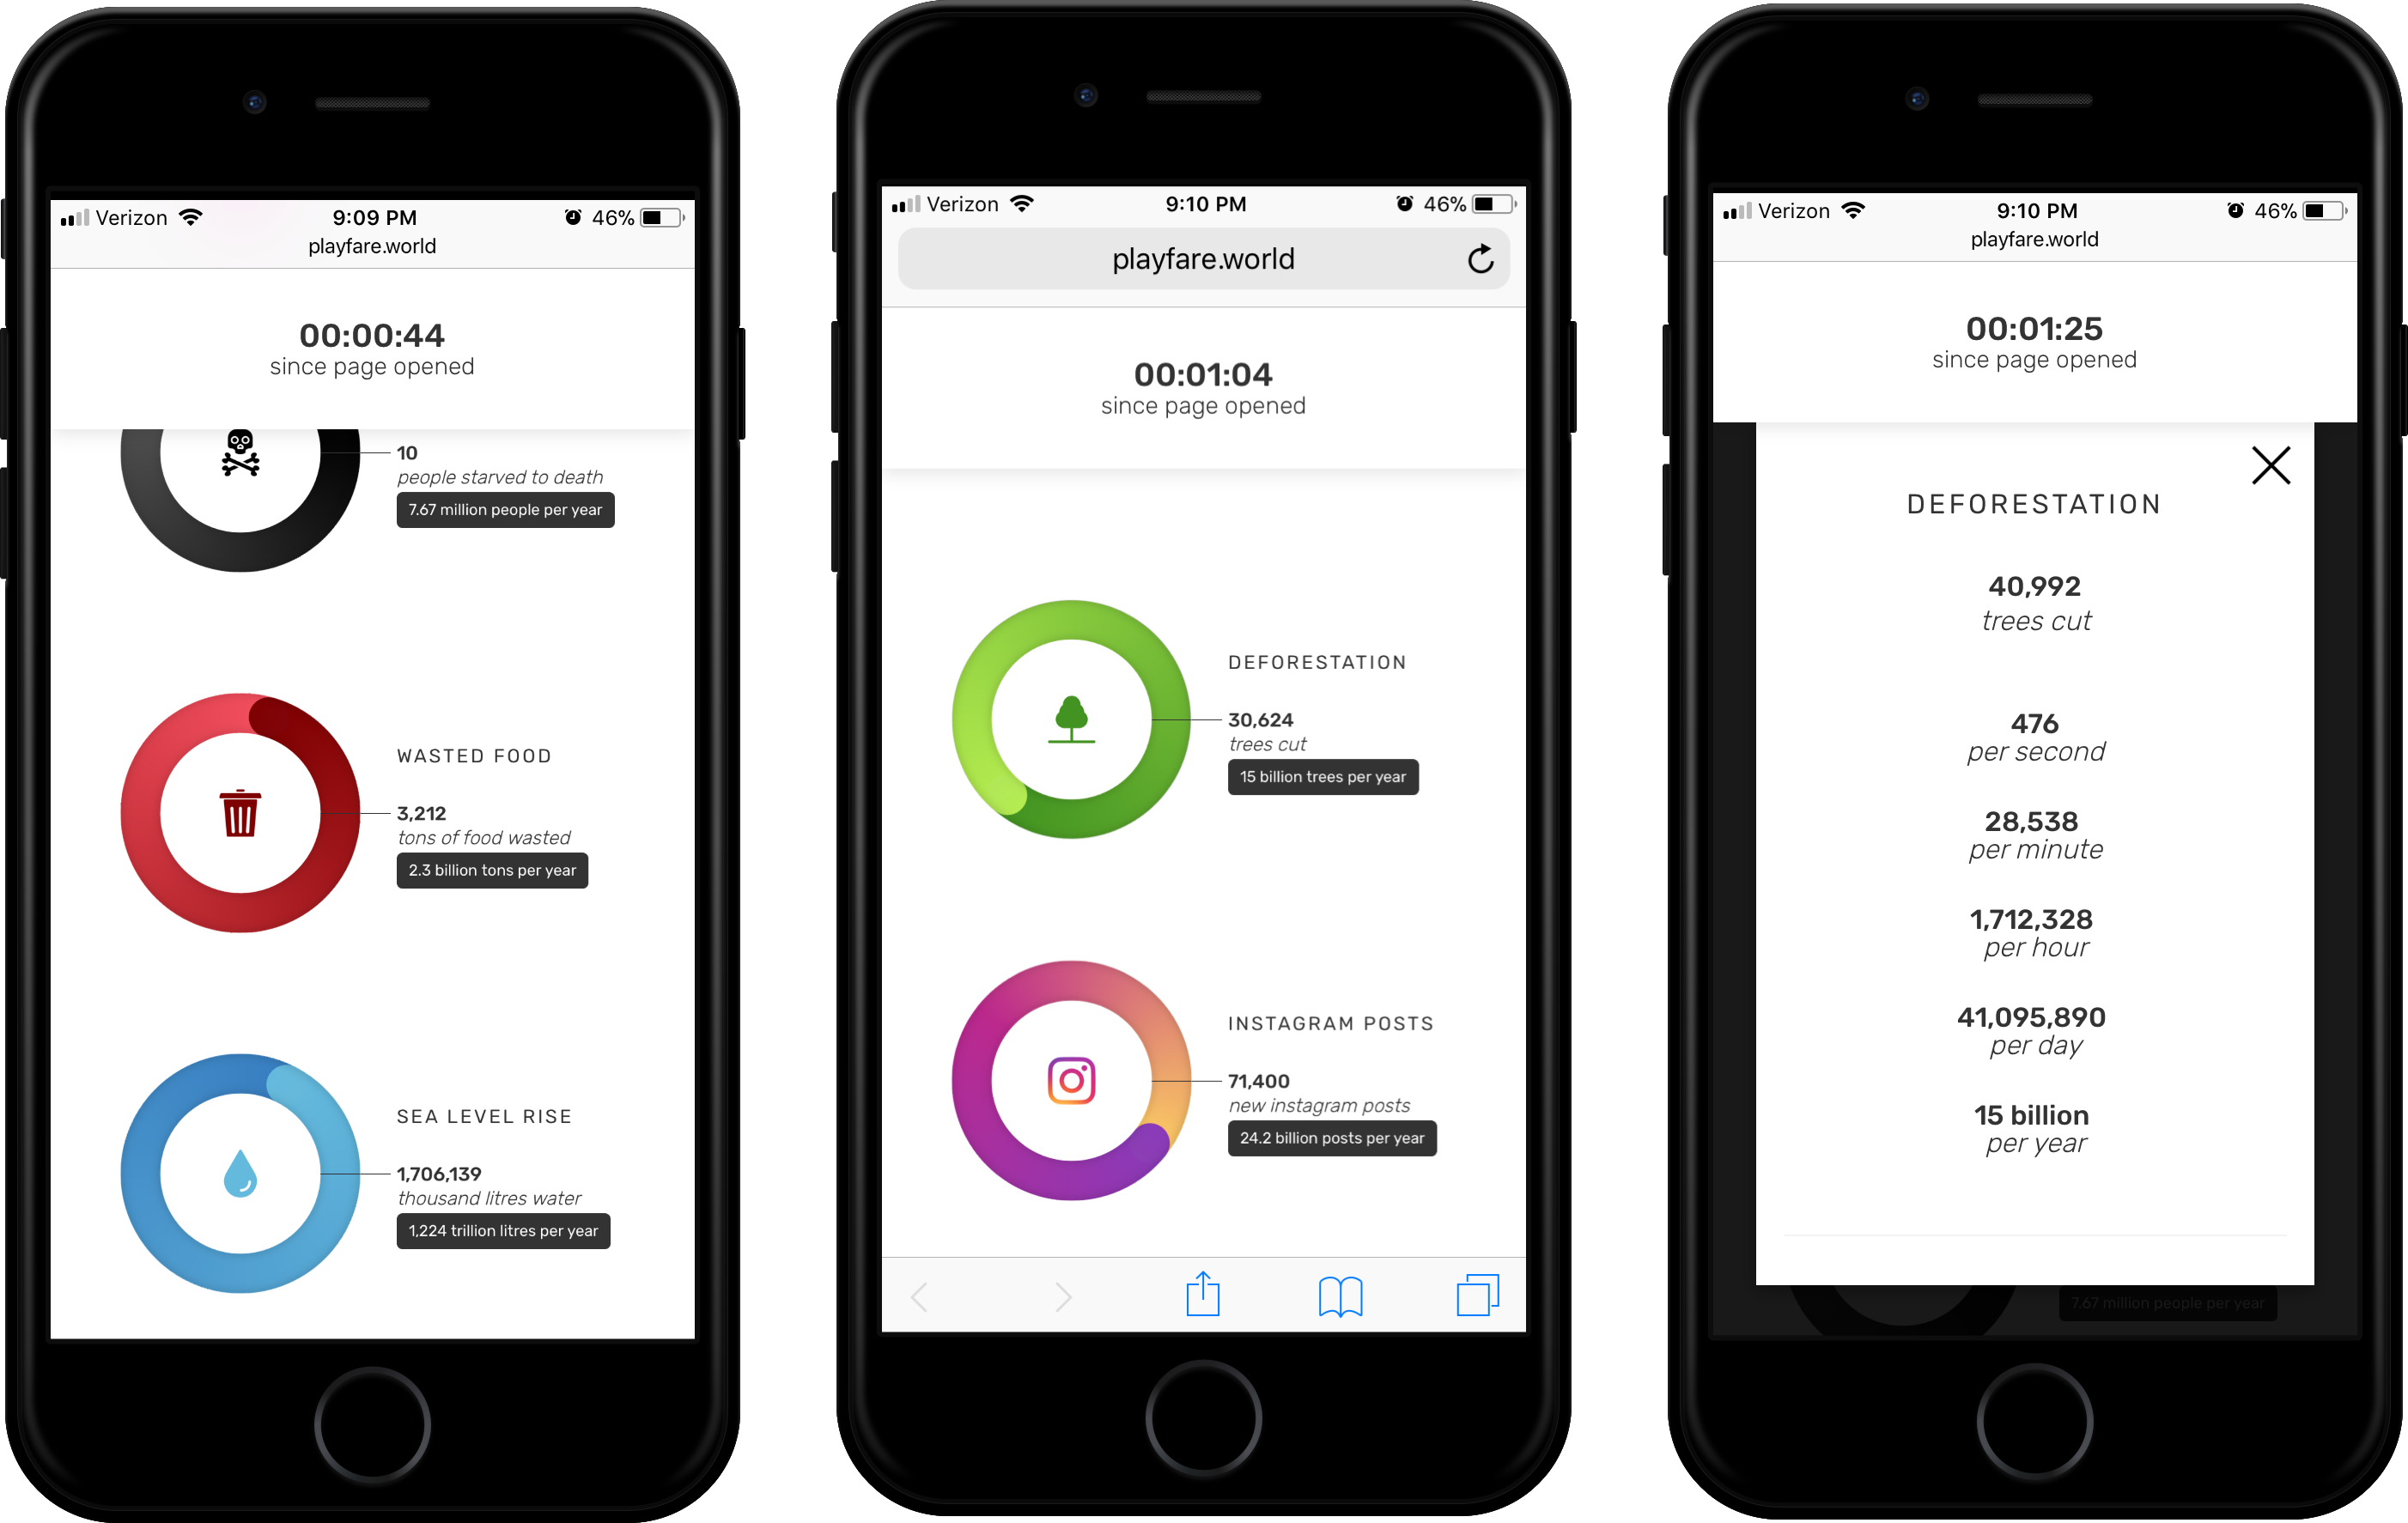 Verizon 9:09 PM 46%
playfare.world
00:00:44
since page opened
10
people starved to death
7.67 million people per year
WASTED FOOD
3,212
tons of food wasted
2.3 billion tons per year
SEA LEVEL RISE
1,706,139
thousand litres water
1,224 trillion litres per year
Verizon 9:10 PM 46%
playfare.world
00:01:04
since page opened
DEFORESTATION
30,624
trees cut
15 billion trees per year
INSTAGRAM POSTS
71,400
new instagram posts
24.2 billion posts per year
Verizon 9:10 PM 46%
playfare.world
00:01:25
since page opened
DEFORESTATION
40,992
trees cut
476
per second
28,538
per minute
1,712,328
per hour
41,095,890
per day
15 billion
per year
7.67 million people per year